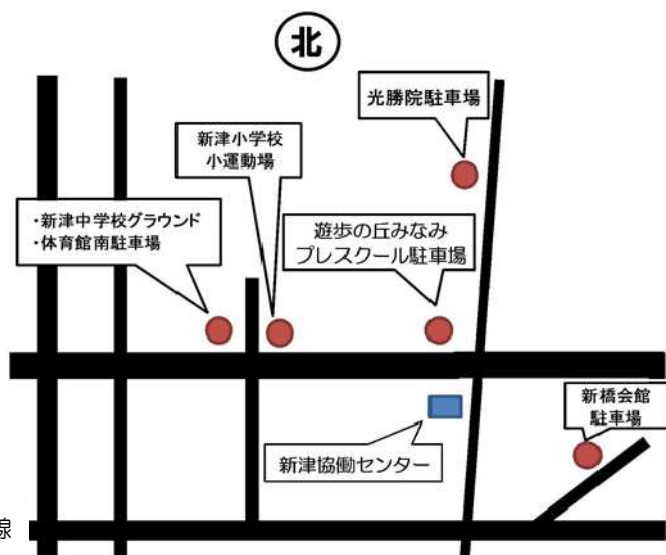 北
光勝院駐車場
新津小学校
小運動場
・新津中学校グラウンド
・体育館南駐車場
遊歩の丘みなみ
プレスクール駐車場
新橋会館
駐車場
新津協働センター
線